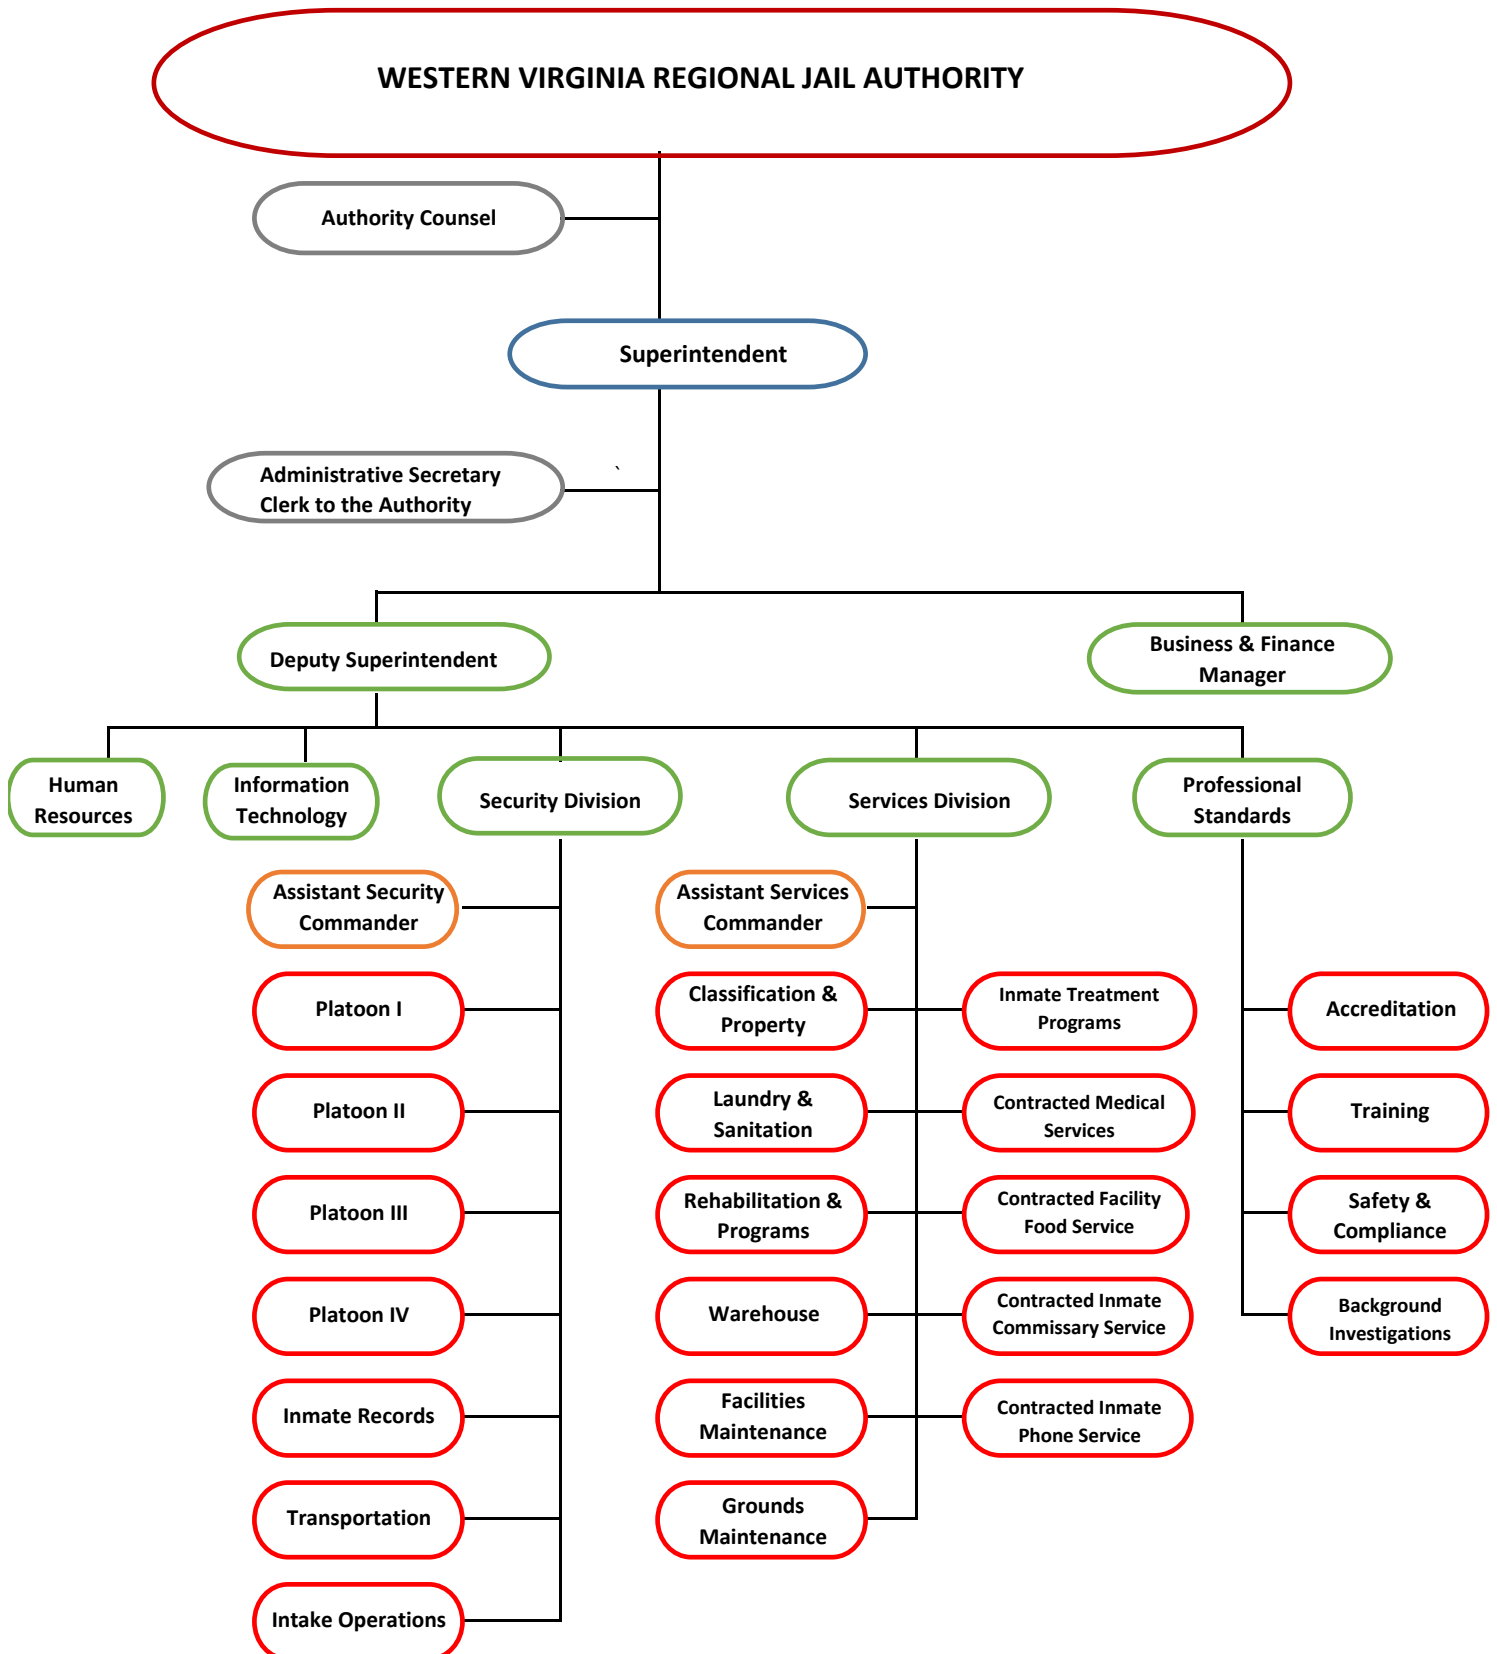 WESTERN VIRGINIA REGIONAL JAIL AUTHORITY
Authority Counsel
Superintendent
`
Administrative Secretary
Clerk to the Authority
Deputy Superintendent
Business & Finance
Manager
Human
Resources
Information
Technology
Security Division
Services Division
Professional
Standards
Assistant Security
Commander
Platoon I
Platoon II
Platoon III
Platoon IV
Inmate Records
Transportation
Intake Operations
Assistant Services
Commander
Classification &
Property
Laundry &
Sanitation
Rehabilitation &
Programs
Warehouse
Facilities
Maintenance
Grounds
Maintenance
Inmate Treatment
Programs
Contracted Medical
Services
Contracted Facility
Food Service
Contracted Inmate
Commissary Service
Contracted Inmate
Phone Service
Accreditation
Training
Safety &
Compliance
Background
Investigations